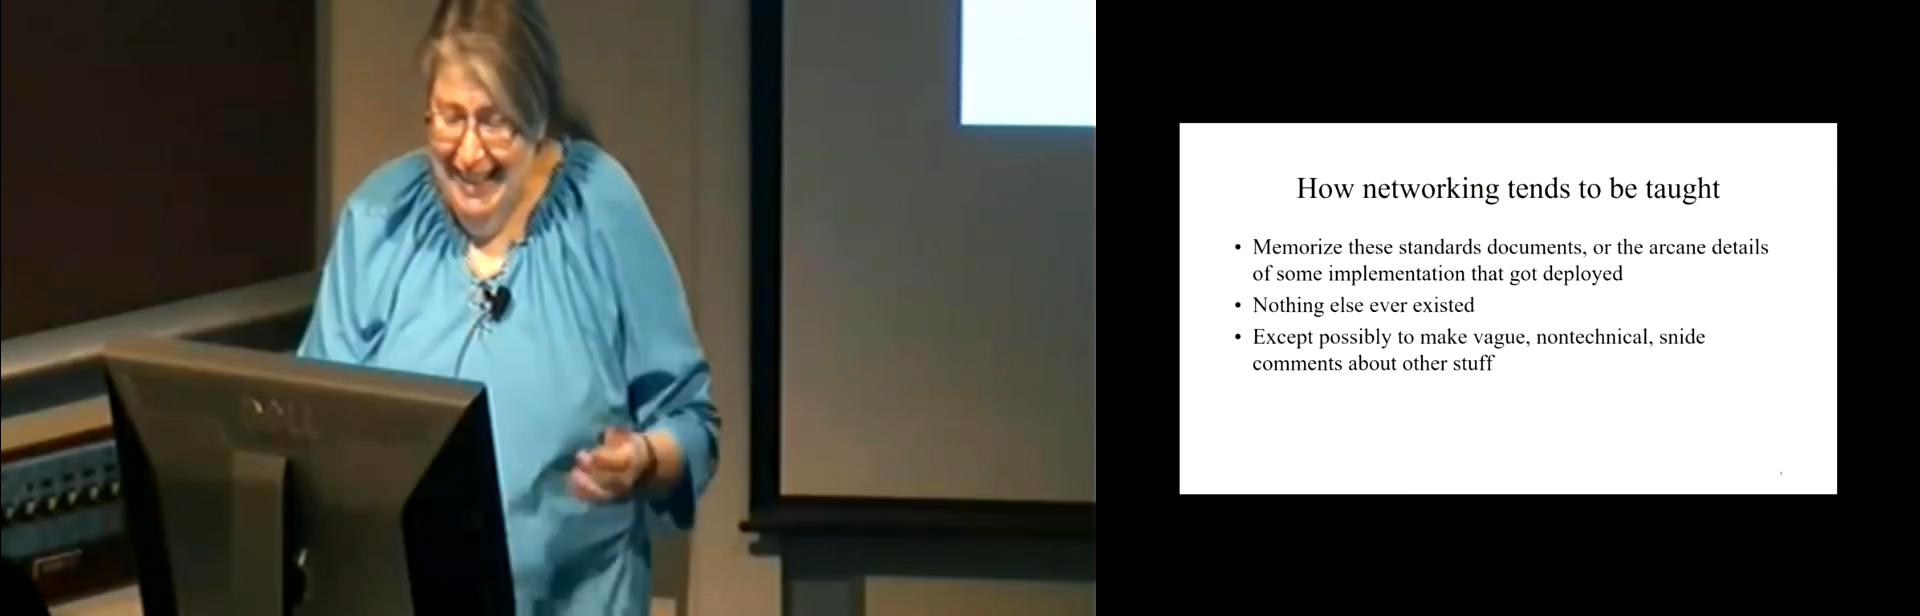 DELL
How networking tends to be taught
• Memorize these standards documents, or the arcane details
of some implementation that got deployed
• Nothing else ever existed
• Except possibly to make vague, nontechnical, snide
comments about other stuff